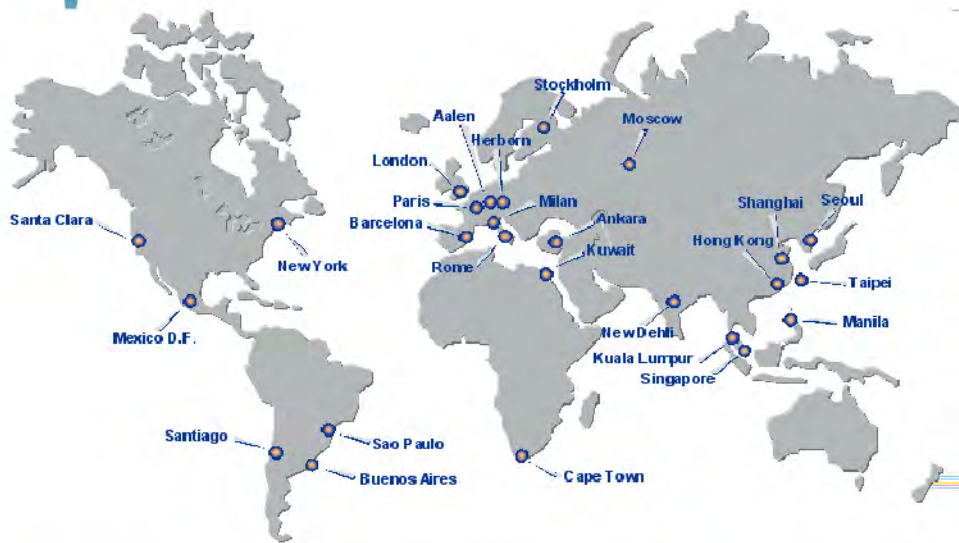 Stockholm
Aalen
Moscow
Herborn
London
Paris
Milan
Shanghai
Seoul
Santa Clara
Barcelona
Ankara
Hong Kong
Kuwait
New York
Rome
Taipei
Mexico D.F.
New Dehli
Manila
Kuala Lumpur
Singapore
Santiago
Sao Paulo
Buenos Aires
Cape Town